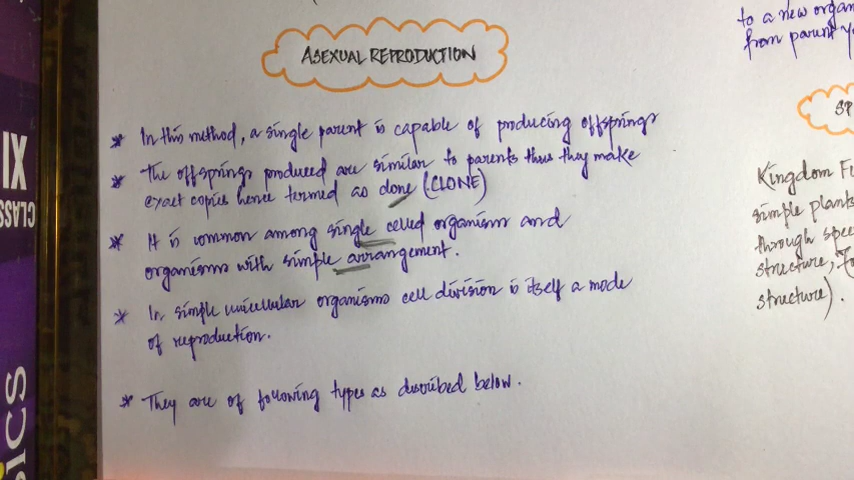 to a new organ
from parent y
ASEXUAL REPRODUCTION
* In this method, a single parent is capable of producing offsprings
* The offsprings produced are similar to parents thus they make
exact copies hence termed as clone (CLONE)
* It is common among single celled organism and
organisms with simple arrangement.
* In simple unicellular organisms cell division is itself a mode
of reproduction.
* They are of following types as described below.
SP
Kingdom Fu
simple plants
through spe
structure,
structure).
CLASS XI
ICS